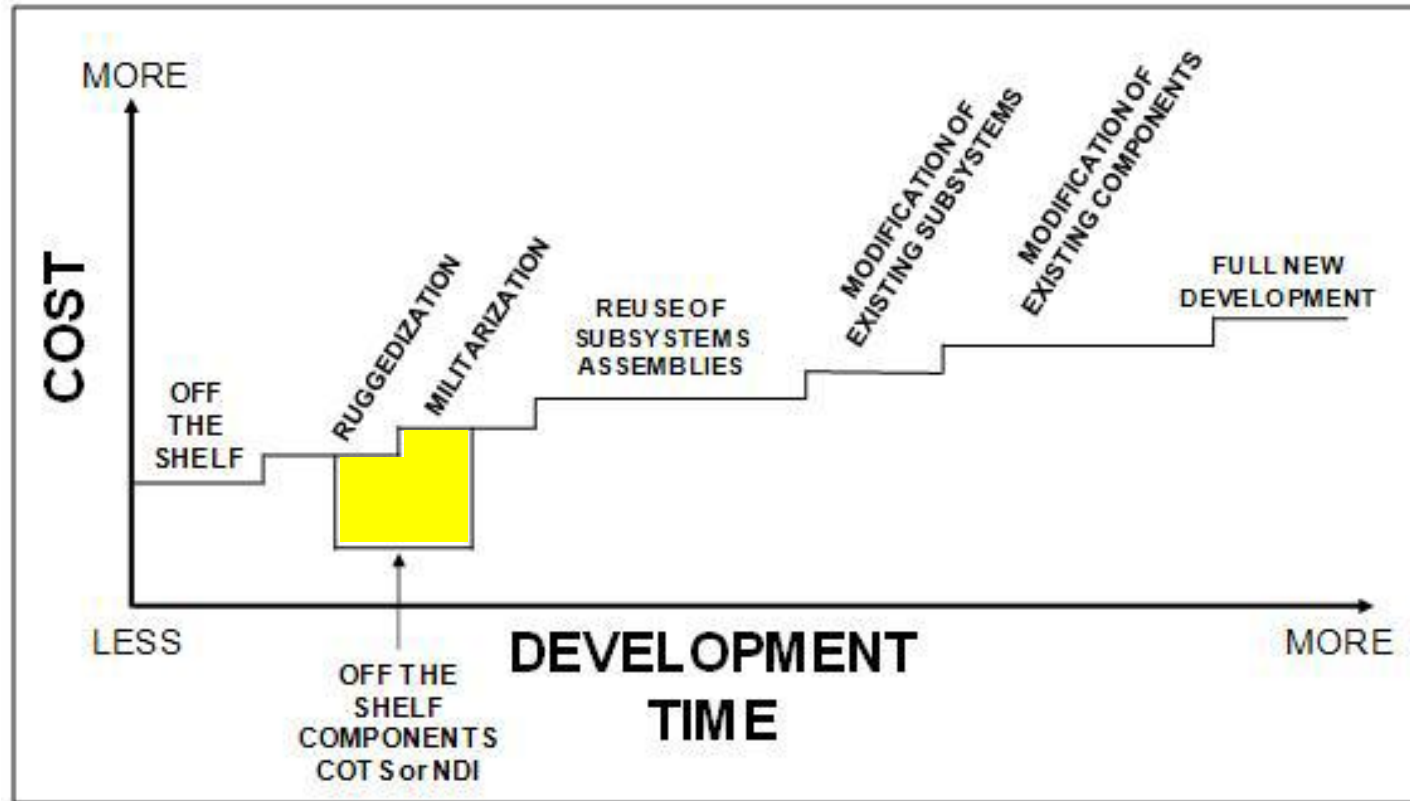 MORE
COST
OFF
THE
SHELF
RUGGEDIZATION
MILITARIZATION
REUSE OF
SUBSYSTEMS
ASSEMBLIES
MODIFICATION OF
EXISTING SUBSYSTEMS
MODIFICATION OF
EXISTING COMPONENTS
FULL NEW
DEVELOPMENT
LESS
DEVELOPMENT
TIME
MORE
OFF THE
SHELF
COMPONENTS
COTS or NDI